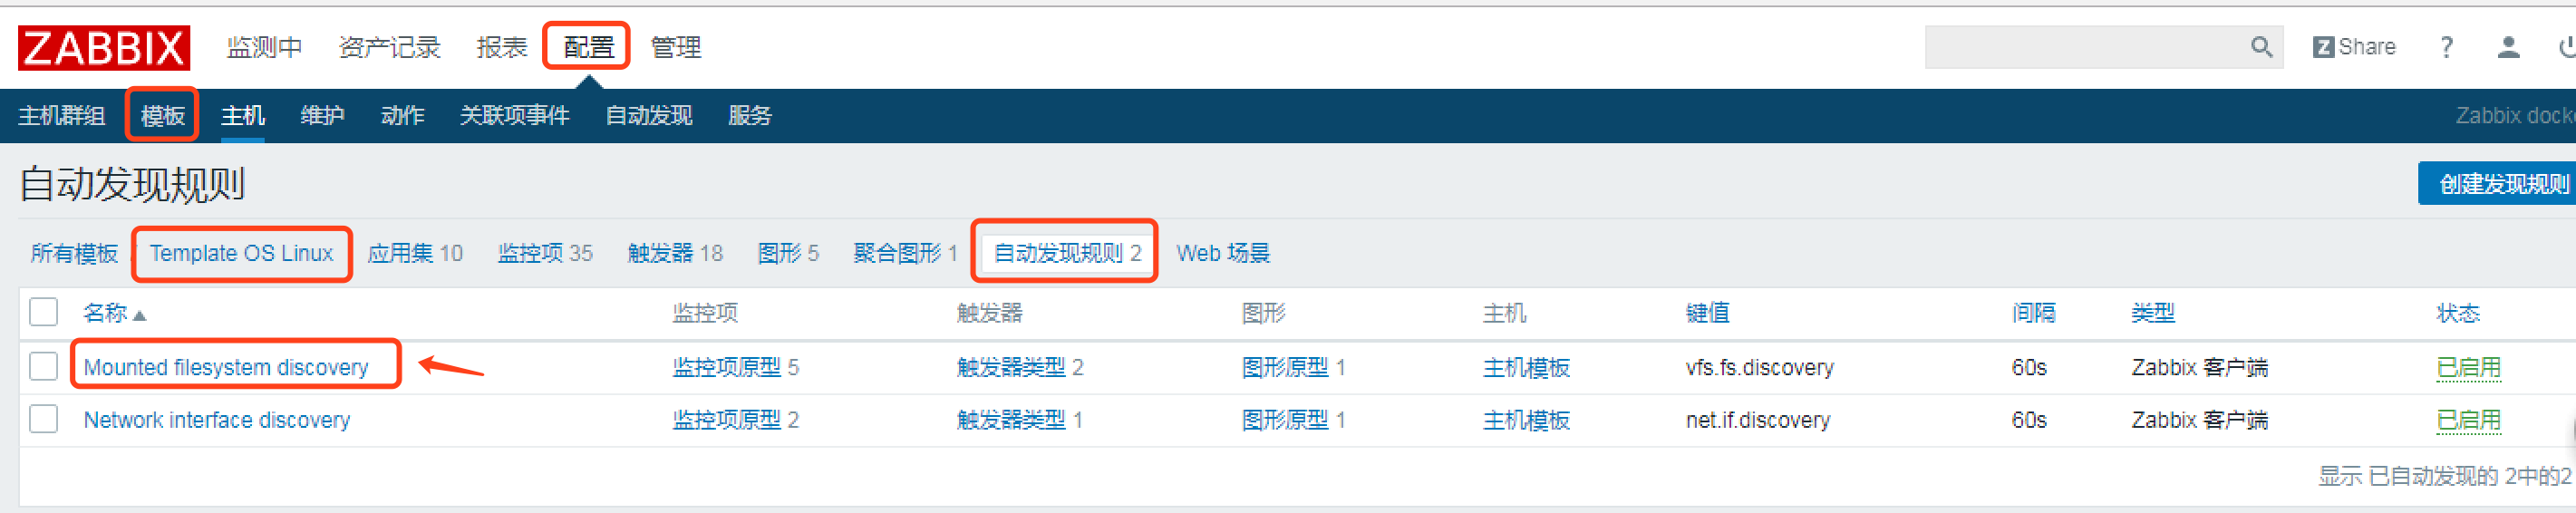 ZABBIX 监测中 资产记录 报表 配置 管理 Z Share ?
主机群组 模板 主机 维护 动作 关联项事件 自动发现 服务 Zabbix
自动发现规则 创建发现规则
所有模板 / Template OS Linux 应用集 10 监控项 35 触发器 18 图形 5 聚合图形 1 自动发现规则 2 Web 场景
名称 监控项 触发器 图形 主机 键值 间隔 类型 状态
Mounted filesystem discovery 监控项原型 5 触发器类型 2 图形原型 1 主机模板 vfs.fs.discovery 60s Zabbix 客户端 已启用
Network interface discovery 监控项原型 2 触发器类型 1 图形原型 1 主机模板 net.if.discovery 60s Zabbix 客户端 已启用
显示 已自动发现的 2中的2